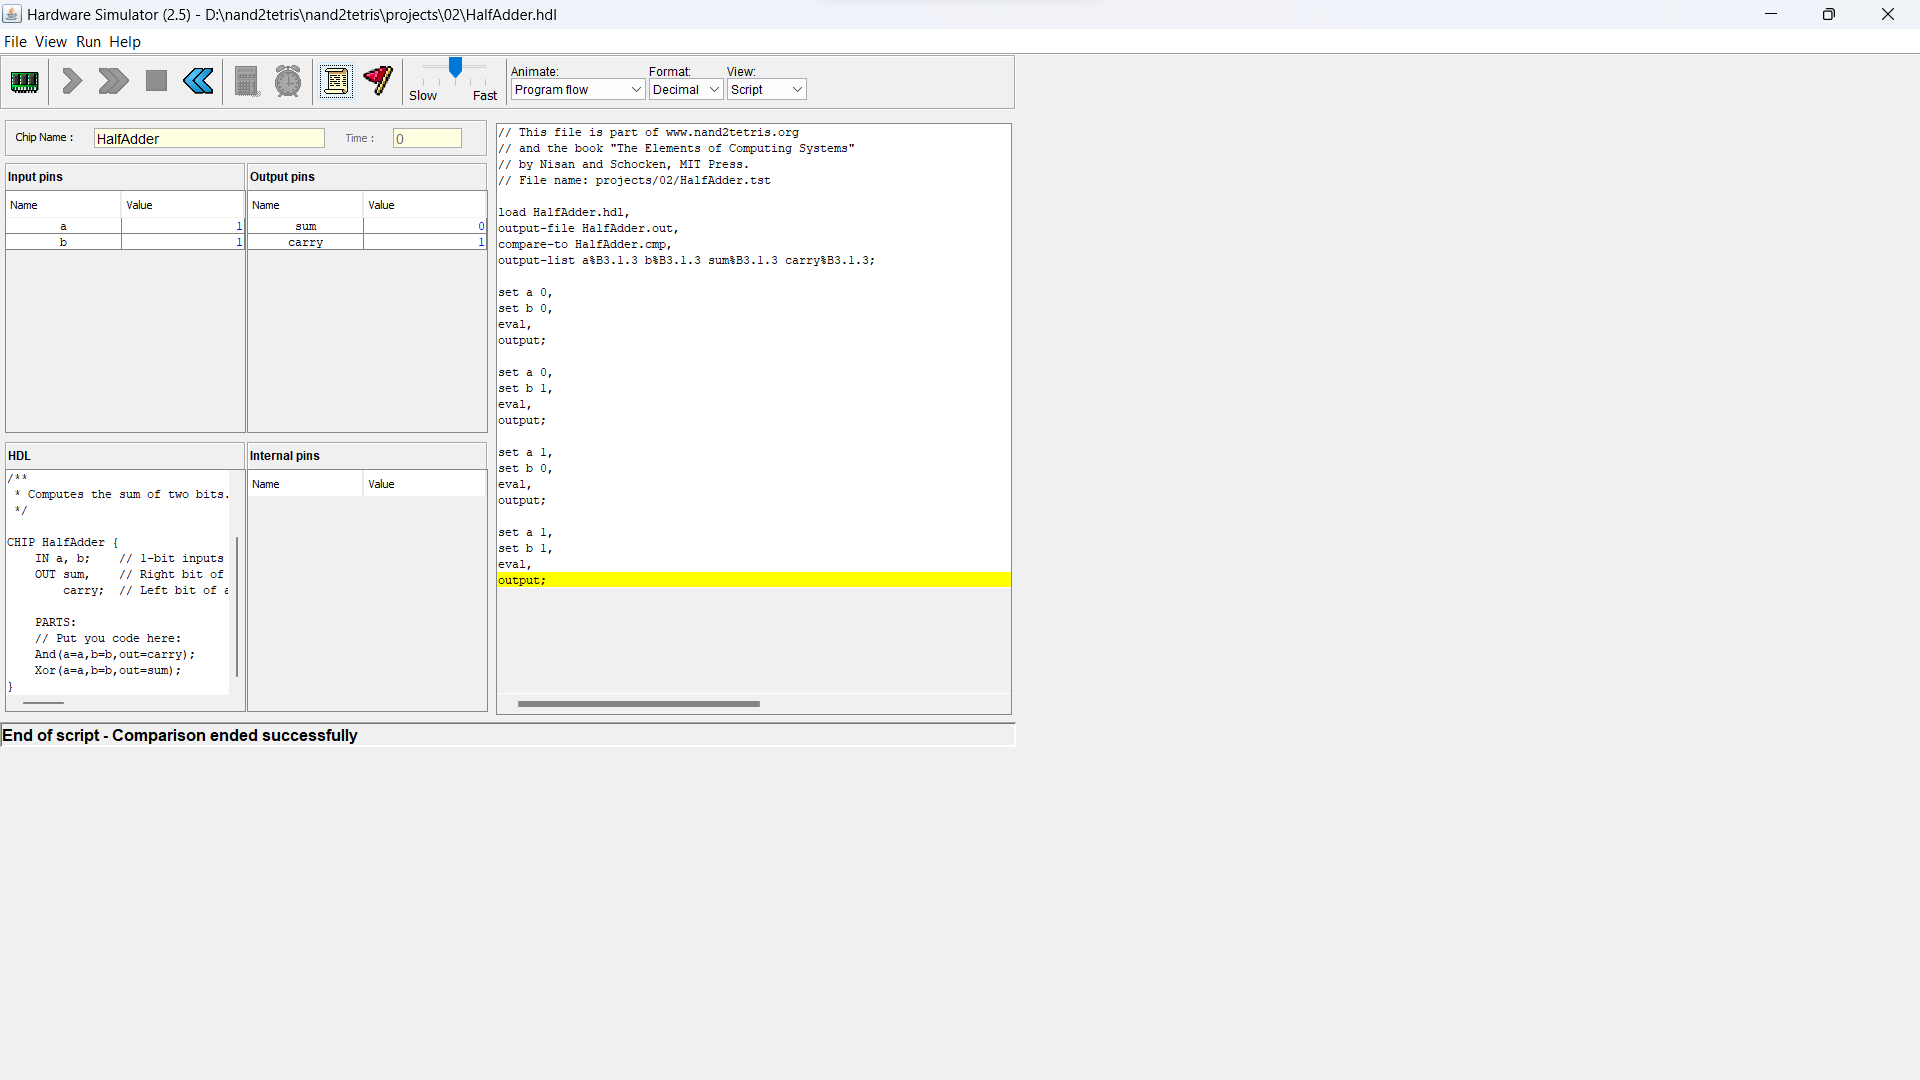 Hardware Simulator (2.5) - D:\nand2tetris\nand2tetris\projects\02\HalfAdder.hdl
File View Run Help
Slow Fast
Animate: Format: View:
Program flow Decimal Script
Chip Name : HalfAdder Time : 0
Input pins
Name Value
a 1
b 1
Output pins
Name Value
sum 0
carry 1
HDL
/**
* Computes the sum of two bits.
*/
CHIP HalfAdder {
IN a, b; // 1-bit inputs
OUT sum, // Right bit of
carry; // Left bit of
PARTS:
// Put you code here:
And(a=a,b=b,out=carry);
Xor(a=a,b=b,out=sum);
}
Internal pins
Name Value
// This file is part of www.nand2tetris.org
// and the book "The Elements of Computing Systems"
// by Nisan and Schocken, MIT Press.
// File name: projects/02/HalfAdder.tst
load HalfAdder.hdl,
output-file HalfAdder.out,
compare-to HalfAdder.cmp,
output-list a%B3.1.3 b%B3.1.3 sum%B3.1.3 carry%B3.1.3;
set a 0,
set b 0,
eval,
output;
set a 0,
set b 1,
eval,
output;
set a 1,
set b 0,
eval,
output;
set a 1,
set b 1,
eval,
output;
End of script - Comparison ended successfully